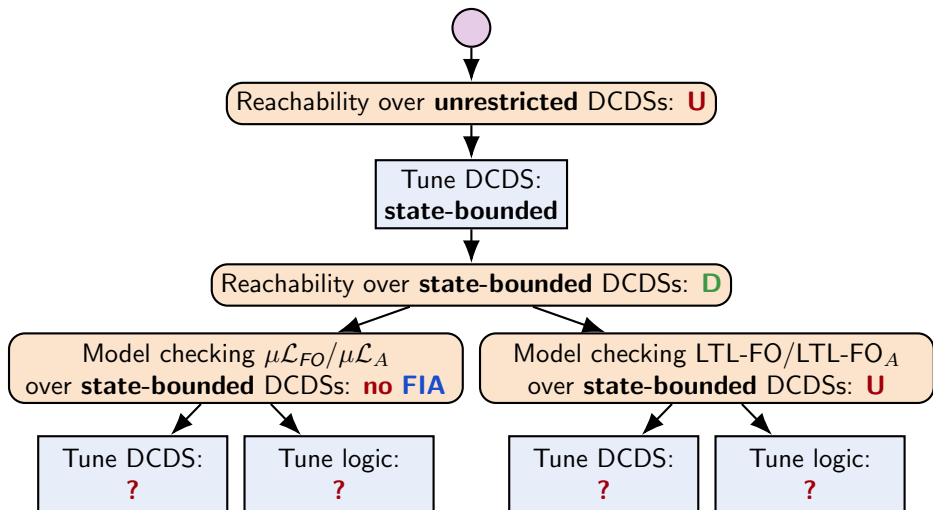 Reachability over unrestricted DCDSs: U
Tune DCDS:
state-bounded
Reachability over state-bounded DCDSs: D
Model checking μℒ_FO/μℒ_A
over state-bounded DCDSs: no FIA
Model checking LTL-FO/LTL-FO_A
over state-bounded DCDSs: U
Tune DCDS:
?
Tune logic:
?
Tune DCDS:
?
Tune logic:
?